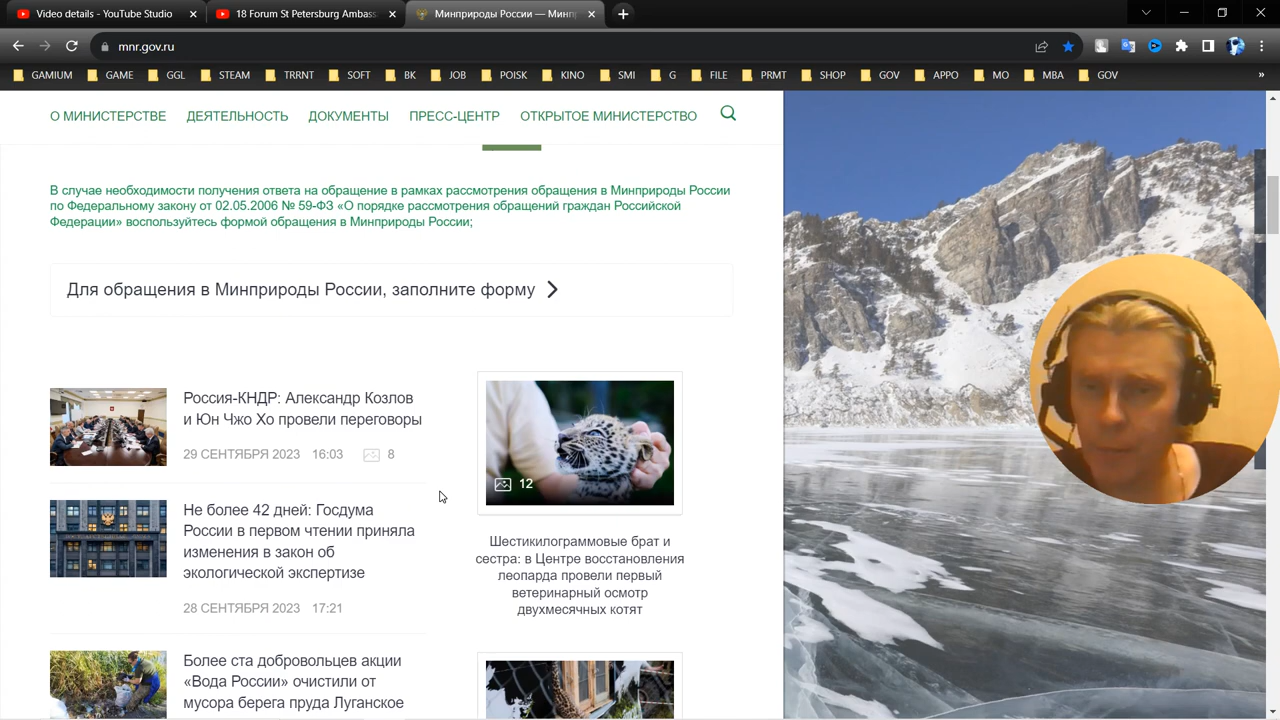 Video details - YouTube Studio
18 Forum St Petersburg Ambass
Минприроды России — Минп
mnr.gov.ru
GAMIUM GAME GGL STEAM TRRNT SOFT BK JOB POISK KINO SMI G FILE PRMT SHOP GOV APPO MO MBA GOV »
О МИНИСТЕРСТВЕ ДЕЯТЕЛЬНОСТЬ ДОКУМЕНТЫ ПРЕСС-ЦЕНТР ОТКРЫТОЕ МИНИСТЕРСТВО
В случае необходимости получения ответа на обращение в рамках рассмотрения обращения в Минприроды России
по Федеральному закону от 02.05.2006 № 59-ФЗ «О порядке рассмотрения обращений граждан Российской
Федерации» воспользуйтесь формой обращения в Минприроды России;
Для обращения в Минприроды России, заполните форму
Россия-КНДР: Александр Козлов
и Юн Чжо Хо провели переговоры
29 СЕНТЯБРЯ 2023 16:03 8
Не более 42 дней: Госдума
России в первом чтении приняла
изменения в закон об
экологической экспертизе
28 СЕНТЯБРЯ 2023 17:21
Более ста добровольцев акции
«Вода России» очистили от
мусора берега пруда Луганское
12
Шестикилограммовые брат и
сестра: в Центре восстановления
леопарда провели первый
ветеринарный осмотр
двухмесячных котят